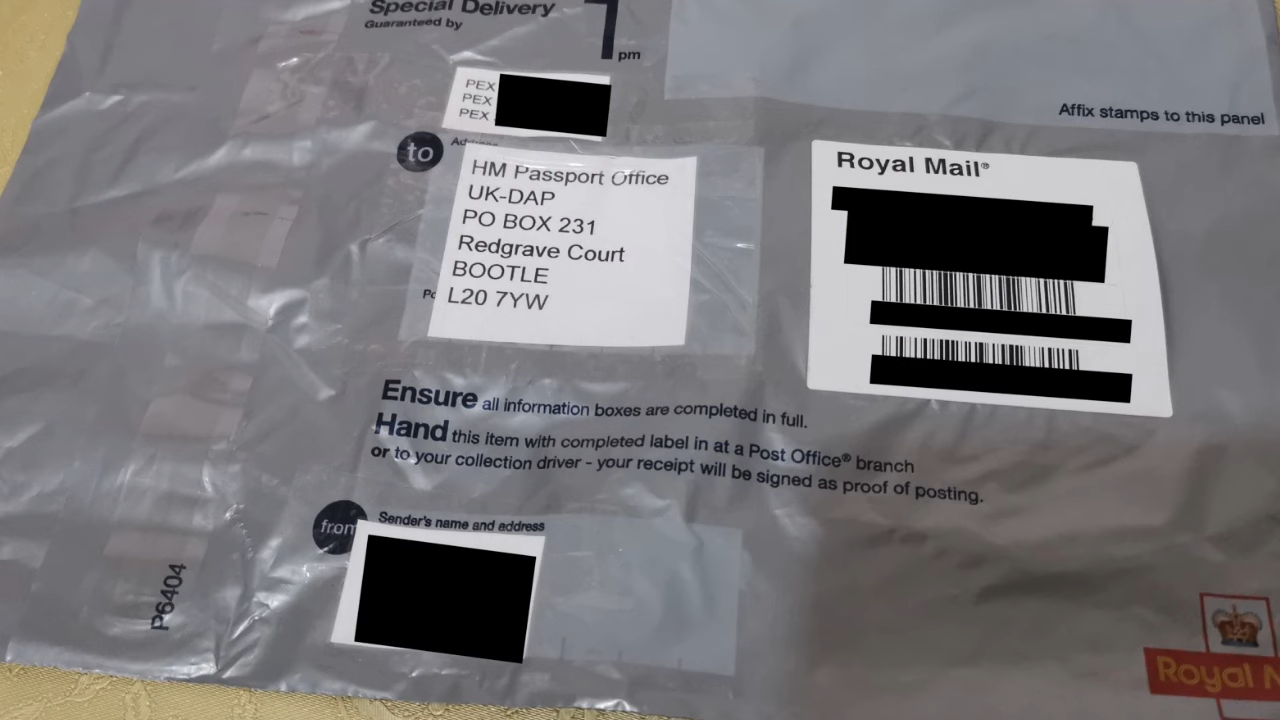 Special Delivery
Guaranteed by
1
pm
PEX
PEX
PEX
Affix stamps to this panel
to
HM Passport Office
UK-DAP
PO BOX 231
Redgrave Court
BOOTLE
L20 7YW
Royal Mail®
Ensure all information boxes are completed in full.
Hand this item with completed label in at a Post Office® branch
or to your collection driver - your receipt will be signed as proof of posting.
from
Sender's name and address
P6404
Royal